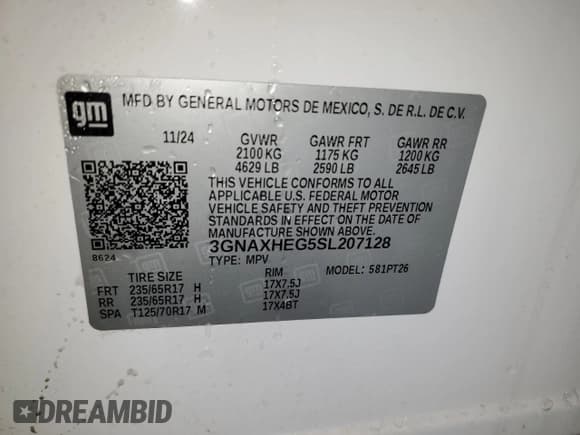 gm
MFD BY GENERAL MOTORS DE MEXICO, S. DE R.L. DE C.V.
11/24 GVWR GAWR FRT GAWR RR
2100 KG 1175 KG 1200 KG
4629 LB 2590 LB 2645 LB
THIS VEHICLE CONFORMS TO ALL
APPLICABLE U.S. FEDERAL MOTOR
VEHICLE SAFETY AND THEFT PREVENTION
STANDARDS IN EFFECT ON THE DATE OF
MANUFACTURE SHOWN ABOVE.
8624 3GNAXHEG5SL207128
TYPE: MPV
TIRE SIZE RIM MODEL: 581PT26
FRT 235/65R17 H 17X7.5J
RR 235/65R17 H 17X7.5J
SPA T125/70R17 M 17X4BT
DREAMBID